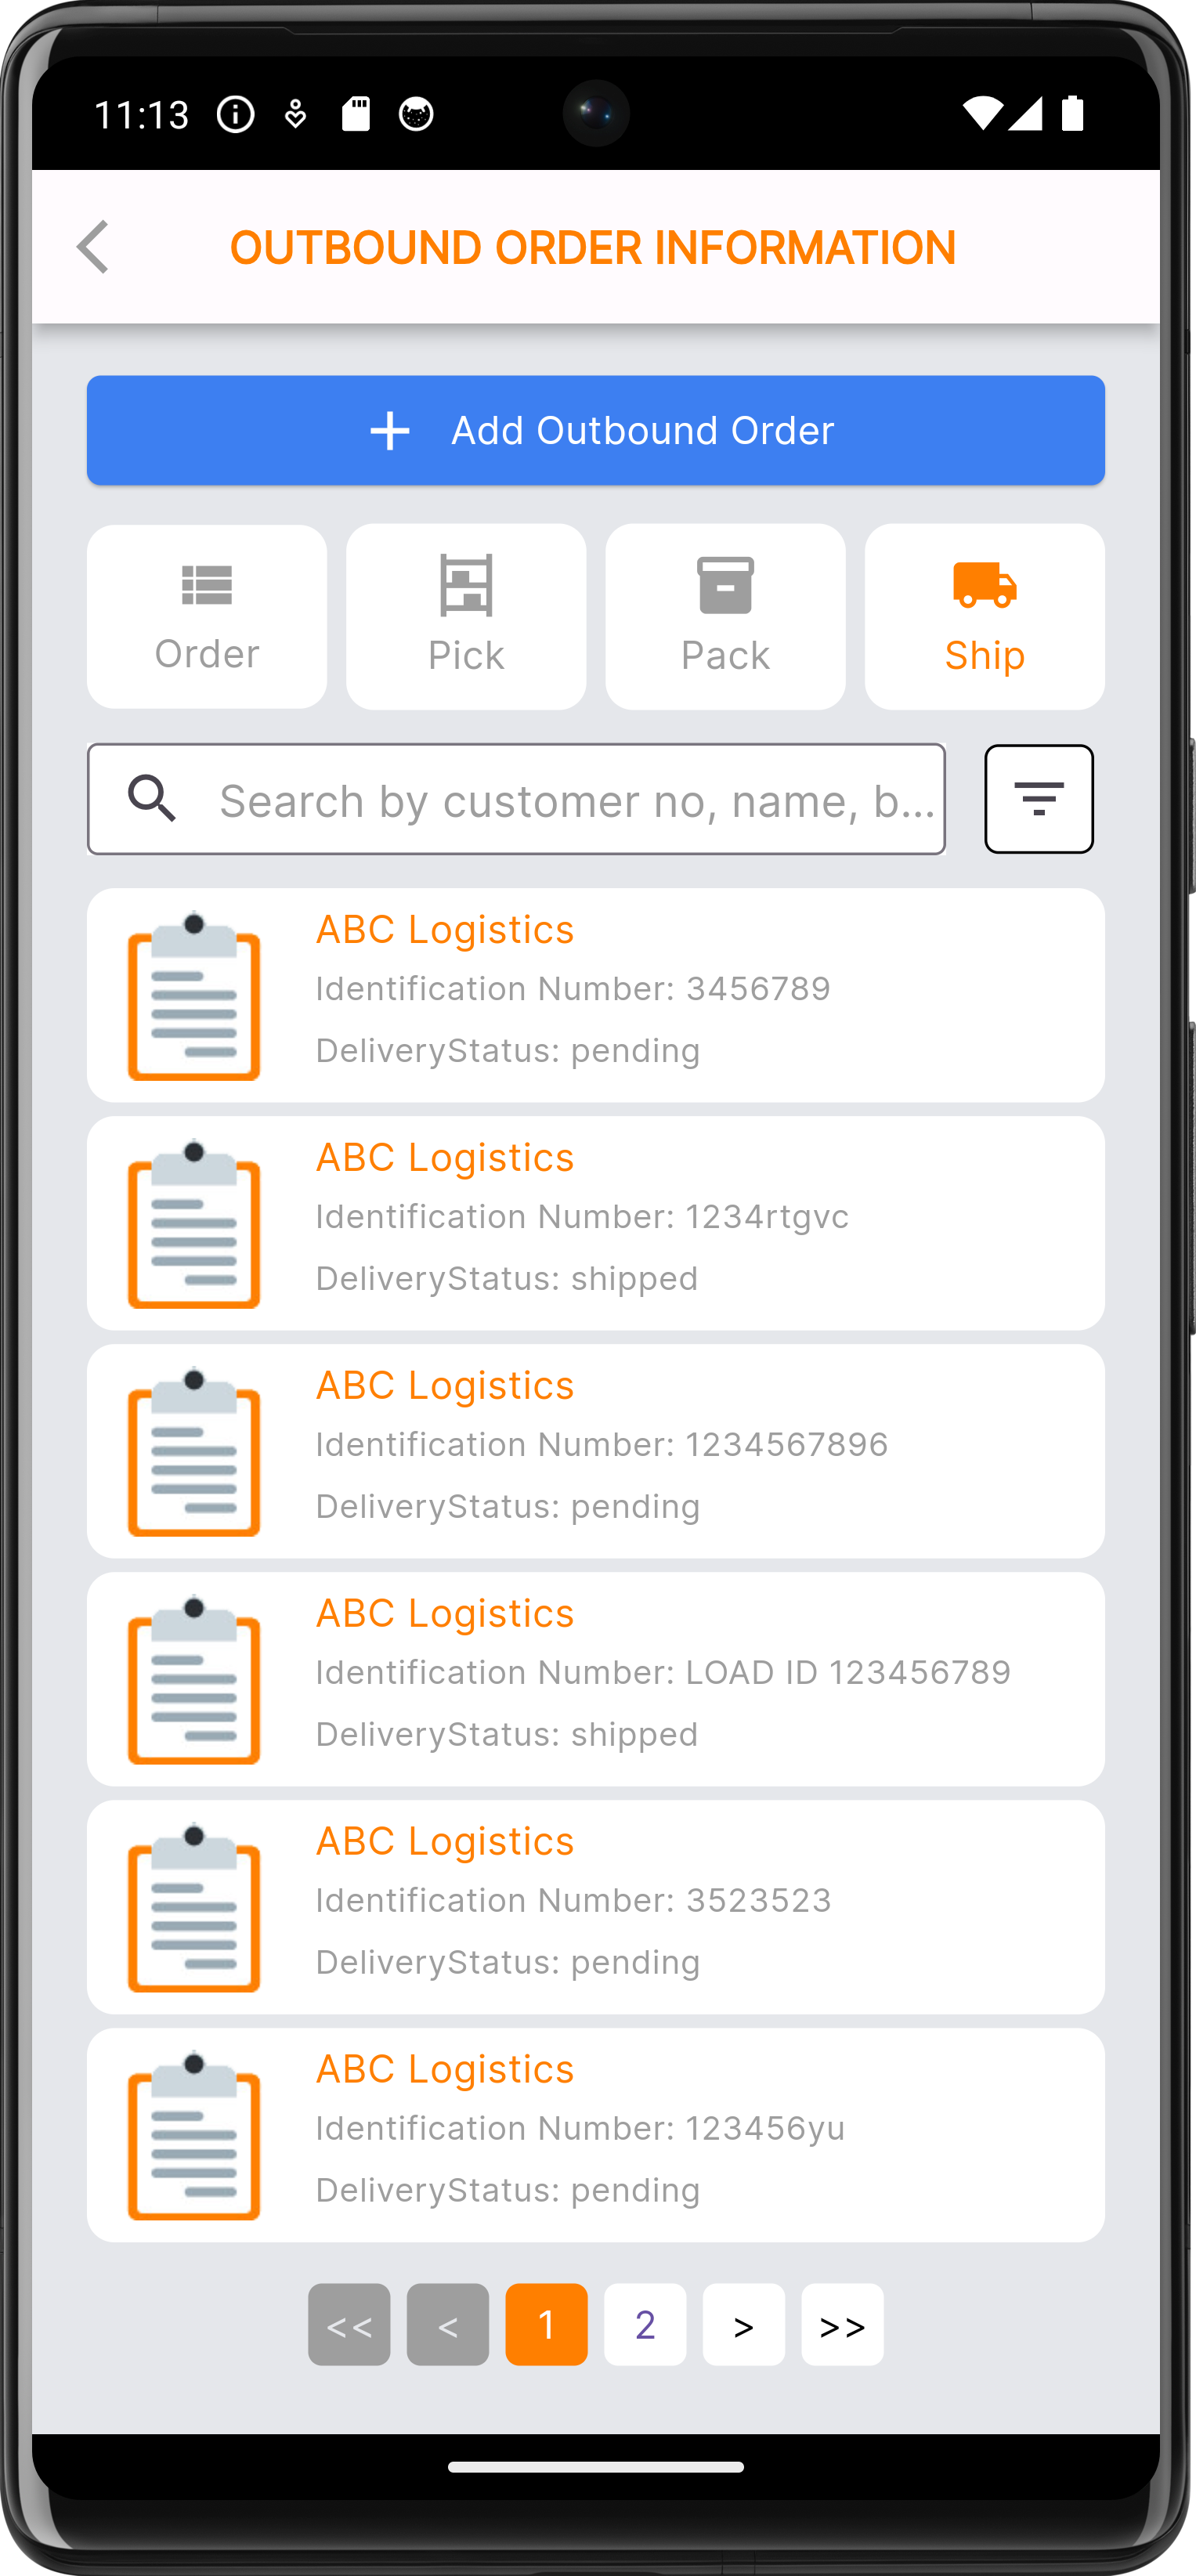 11:13
OUTBOUND ORDER INFORMATION
+ Add Outbound Order
Order
Pick
Pack
Ship
Search by customer no, name, b...
ABC Logistics
Identification Number: 3456789
DeliveryStatus: pending
ABC Logistics
Identification Number: 1234rtgvc
DeliveryStatus: shipped
ABC Logistics
Identification Number: 1234567896
DeliveryStatus: pending
ABC Logistics
Identification Number: LOAD ID 123456789
DeliveryStatus: shipped
ABC Logistics
Identification Number: 3523523
DeliveryStatus: pending
ABC Logistics
Identification Number: 123456yu
DeliveryStatus: pending
<< < 1 2 > >>